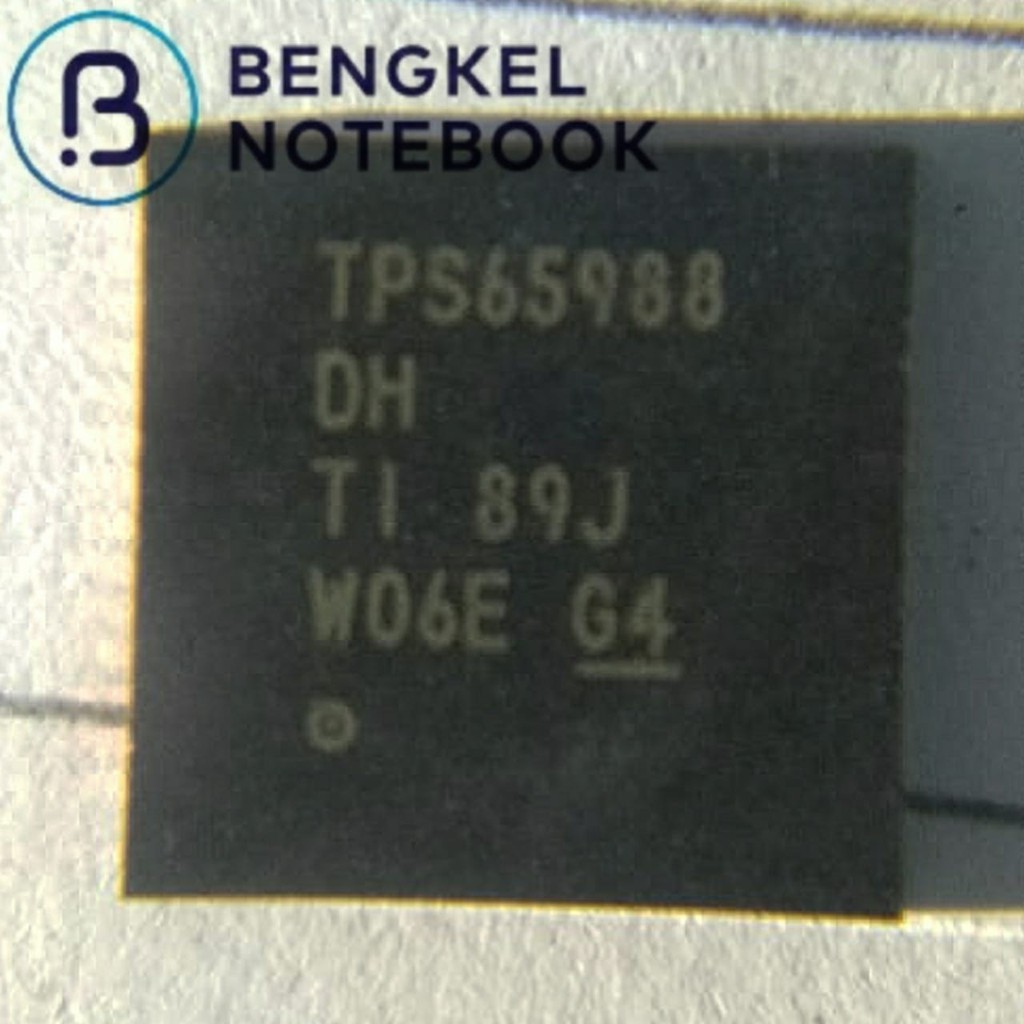 BENGKEL
NOTEBOOK
TPS65988
DH
TI 89J
W06E G4